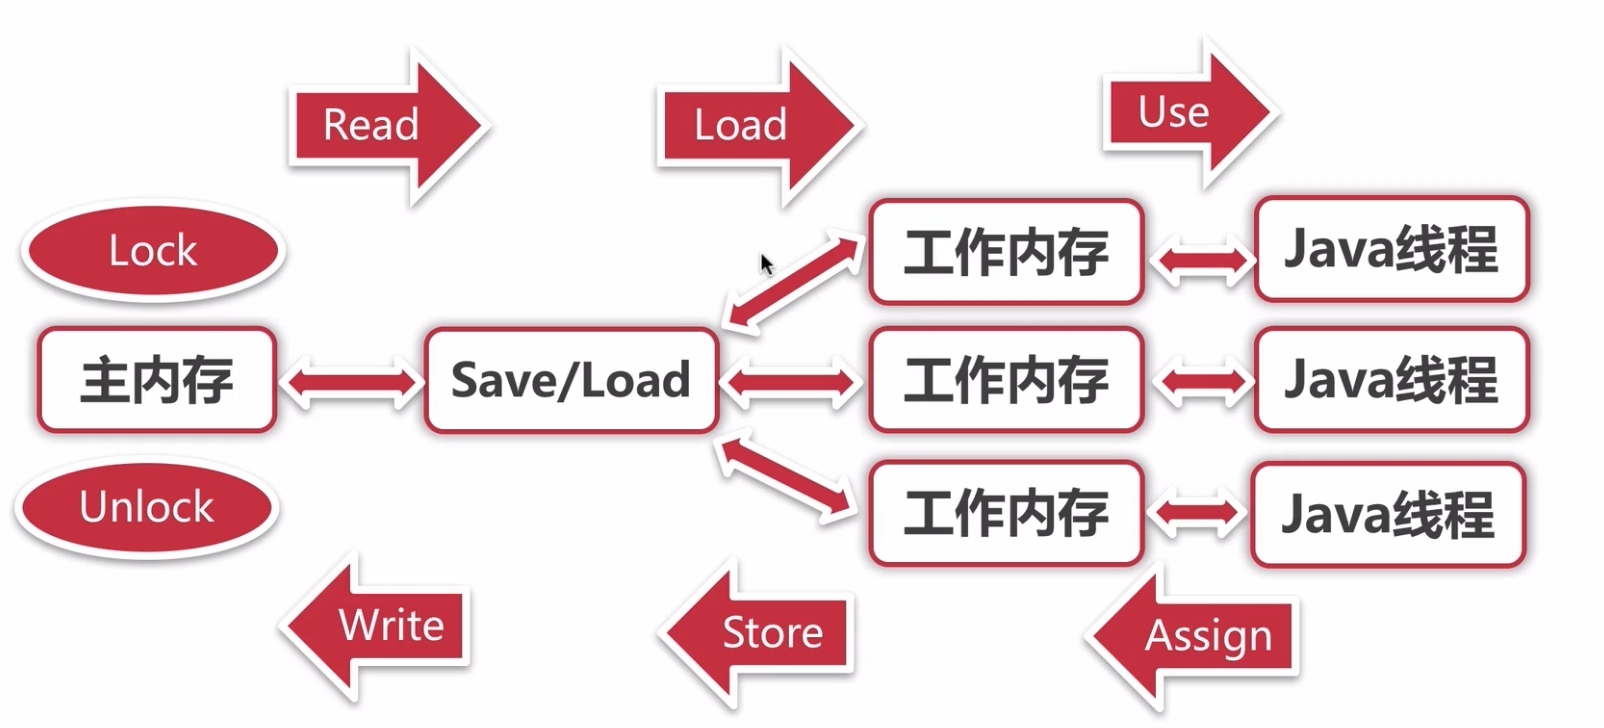 Read
Load
Use
Lock
工作内存
Java线程
主内存
Save/Load
工作内存
Java线程
Unlock
工作内存
Java线程
Write
Store
Assign